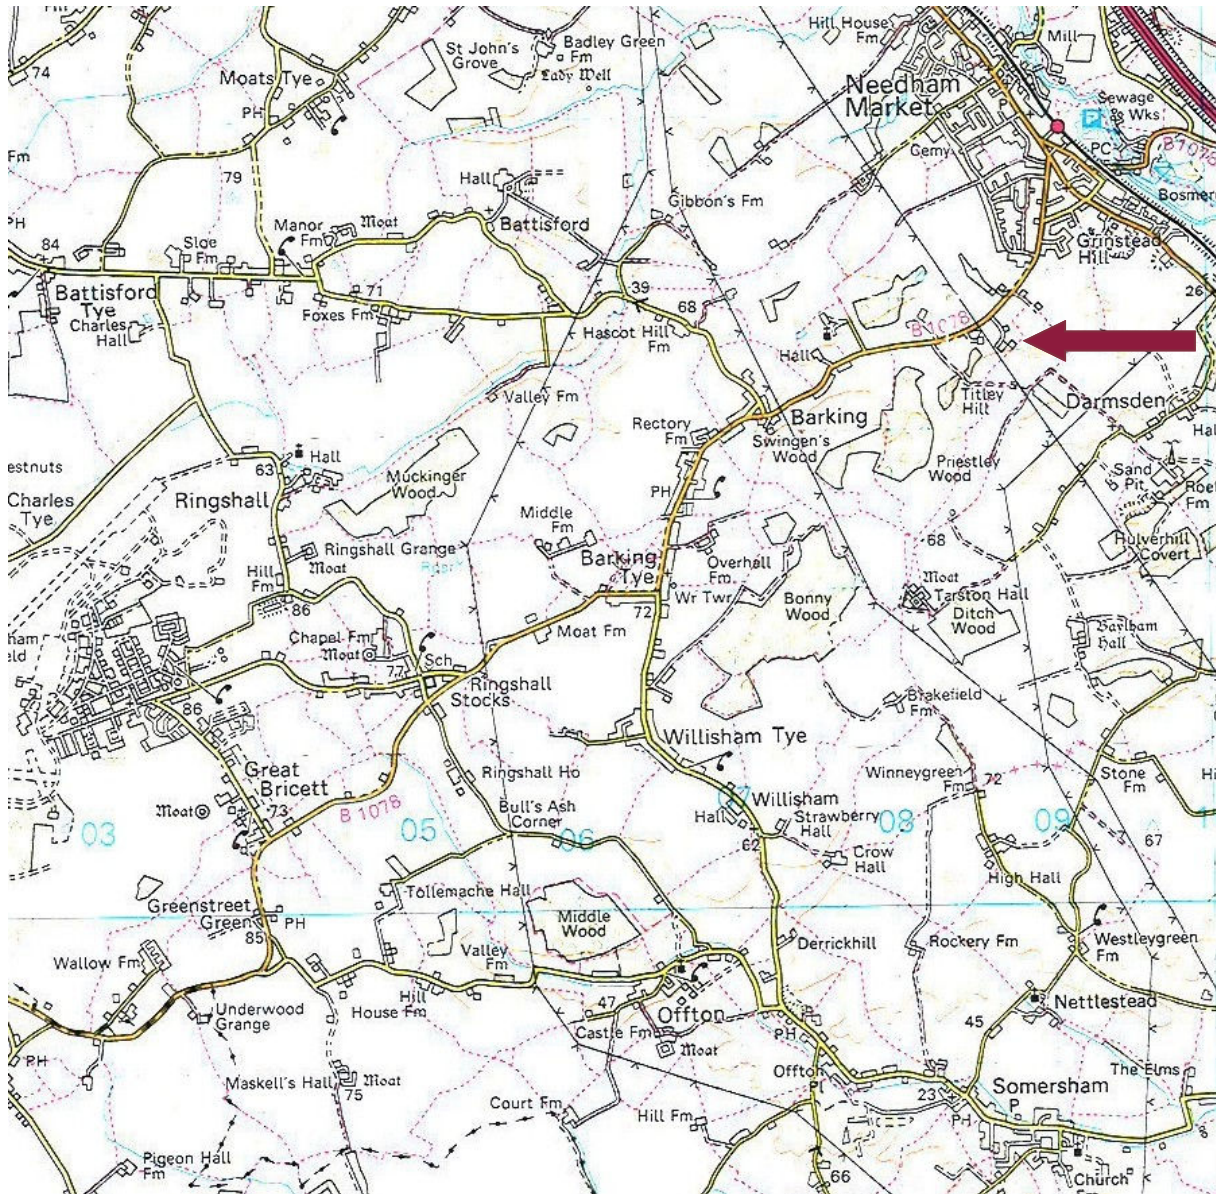 Hill House
Fm
Mill
St John's
Grove
Badley Green
Fm
Lady Well
74
Moats Tye
PH
Needham
Market
P
Sewage
Wks
PC
B 1078
Fm
79
Hall
Gibbon's Fm
Bosmere
PH
84
Sloe
Fm
Manor
Fm
Moat
Battisford
Grinstead
Hill
26
Battisford
Tye
Charles
Hall
71
Foxes Fm
39
68
Hascot Hill
Fm
B 1078
Hall
Valley Fm
Titley
Hill
Darmsden
Rectory
Fm
Barking
Swingen's
Wood
Hall
63
Muckinger
Wood
Priestley
Wood
Sand
Pit
Fm
estnuts
Charles
Tye
Ringshall
PH
Middle
Fm
Ringshall Grange
Moat
Barking
Tye
Overhall
Fm
68
Hulverhill
Covert
Hill
Fm
86
Wr Twr
72
Bonny
Wood
Moat
Tarston Hall
Ditch
Wood
Baylham
Hall
Chapel Fm
Moat
Moat Fm
77
Sch
Ringshall
Stocks
86
Brakefield
Fm
Willisham Tye
Great
Bricett
Ringshall Ho
Winneygreen
Fm
72
Stone
Fm
Moat
73
B 1078
Bull's Ash
Corner
07
Willisham
Hall
Strawberry
Hall
03
05
06
08
09
62
67
Crow
Hall
High Hall
Tollemache Hall
Greenstreet
Green
PH
85
Middle
Wood
Derrickhill
Rockery Fm
Westleygreen
Fm
Wallow Fm
Valley
Fm
Hill
House Fm
Underwood
Grange
47
Castle Fm
Offton
Moat
PH
Nettlestead
45
PH
Maskell's Hall
Moat
75
Offton
Pl
23
Somersham
P
PH
The Elms
Court Fm
Hill Fm
Pigeon Hall
Fm
66
Church